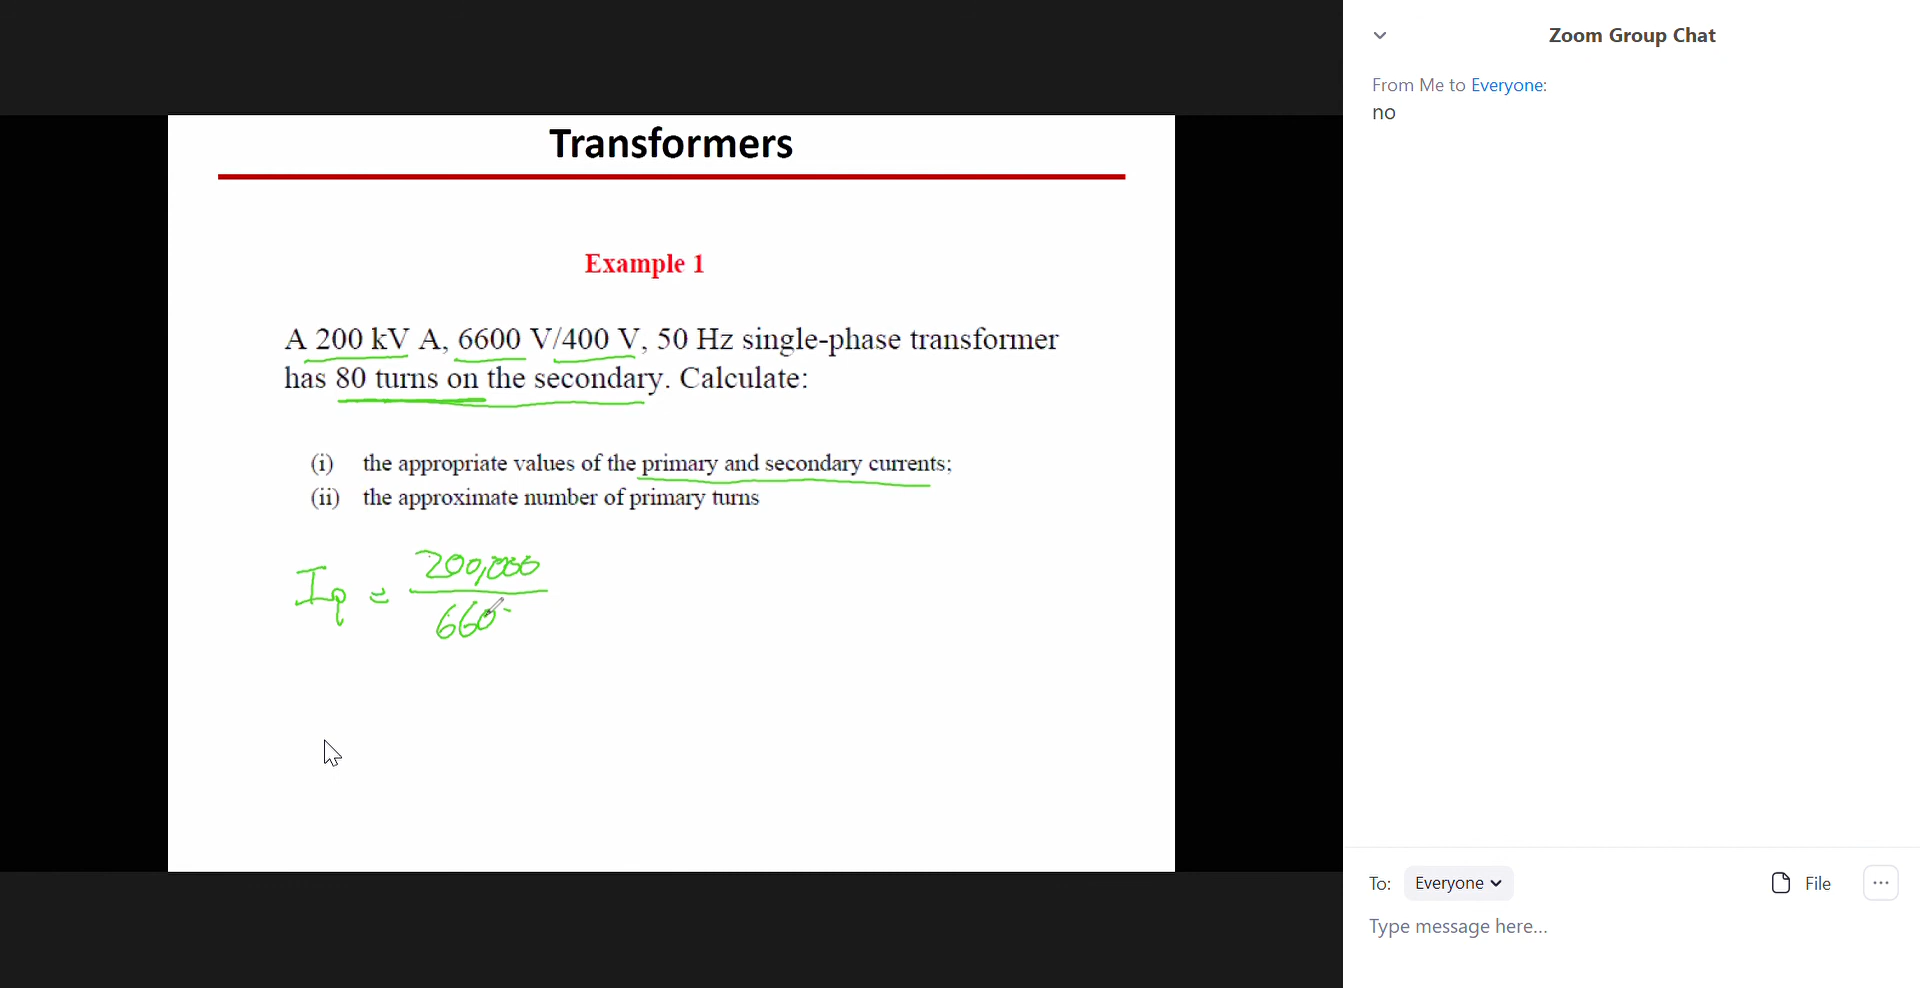 Transformers
Example 1
A 200 kV A, 6600 V/400 V, 50 Hz single-phase transformer
has 80 turns on the secondary. Calculate:
(i) the appropriate values of the primary and secondary currents;
(ii) the approximate number of primary turns
Ip = 200,000
660
Zoom Group Chat
From Me to Everyone:
no
To: Everyone
File
Type message here...